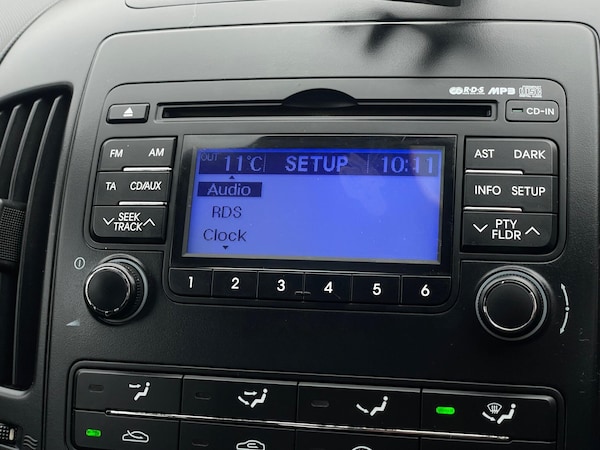 R·D·S MP3
CD-IN
FM AM
TA CD/AUX
SEEK
TRACK
OUT 11°C SETUP 10:11
Audio
RDS
Clock
AST DARK
INFO SETUP
PTY
FLDR
1 2 3 4 5 6